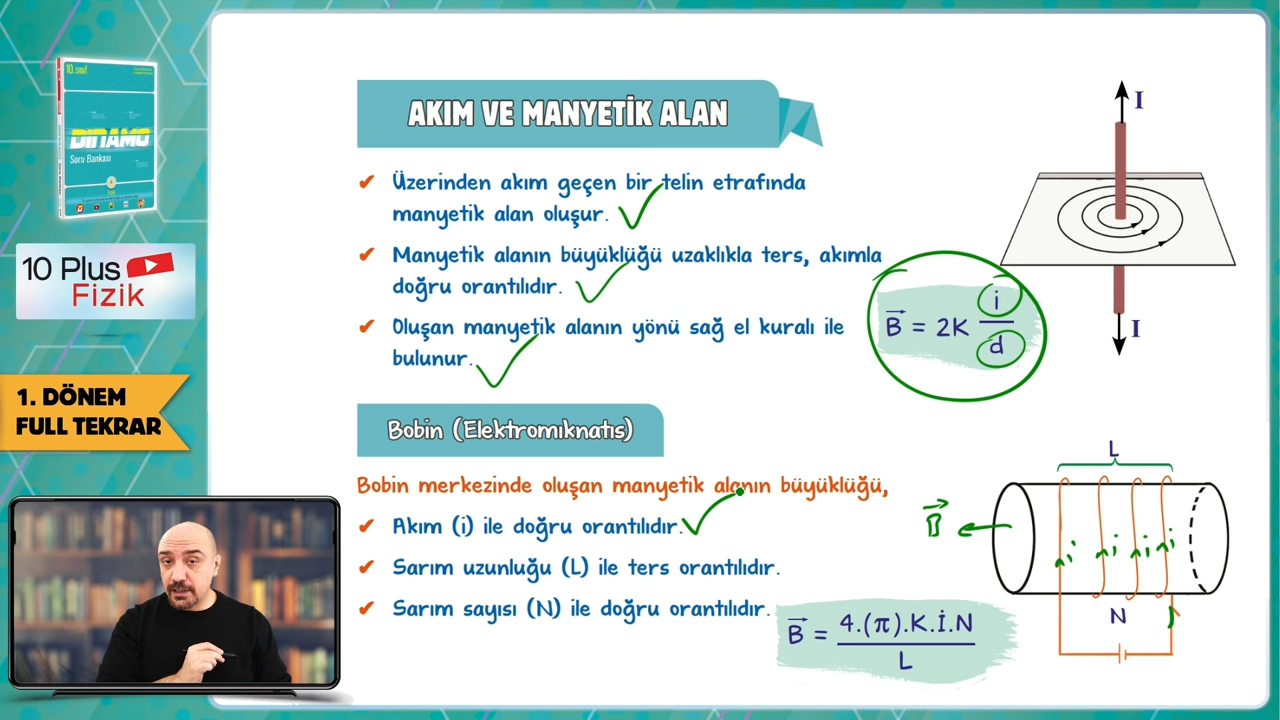 10. Sınıf
DİNAMO
Soru Bankası
10 Plus
Fizik
1. DÖNEM
FULL TEKRAR
AKIM VE MANYETİK ALAN
✔ Üzerinden akım geçen bir telin etrafında
manyetik alan oluşur.
✔ Manyetik alanın büyüklüğü uzaklıkla ters, akımla
doğru orantılıdır.
✔ Oluşan manyetik alanın yönü sağ el kuralı ile
bulunur.
B = 2K i/d
I
I
Bobin (Elektromıknatıs)
Bobin merkezinde oluşan manyetik alanın büyüklüğü,
✔ Akım (i) ile doğru orantılıdır.
✔ Sarım uzunluğu (L) ile ters orantılıdır.
✔ Sarım sayısı (N) ile doğru orantılıdır.
B = 4.(π).K.İ.N / L
L
B
i i i i
N